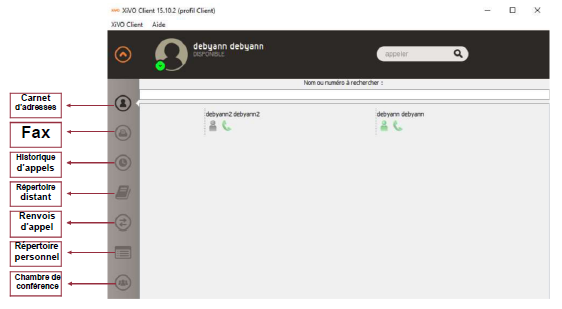 XiVO Client 15.10.2 (profil Client)
XiVO Client Aide
debyann debyann
DISPONIBLE
appeler
Nom ou numéro à rechercher :
debyann2 debyann2
debyann debyann
Carnet
d'adresses
Fax
Historique
d'appels
Répertoire
distant
Renvois
d'appel
Répertoire
personnel
Chambre de
conférence